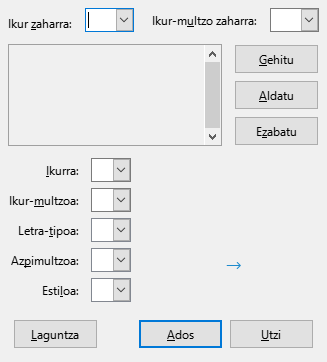 Ikur zaharra: Ikur-multzo zaharra:
Gehitu
Aldatu
Ezabatu
Ikurra:
Ikur-multzoa:
Letra-tipoa:
Azpimultzoa: →
Estiloa:
Laguntza Ados Utzi